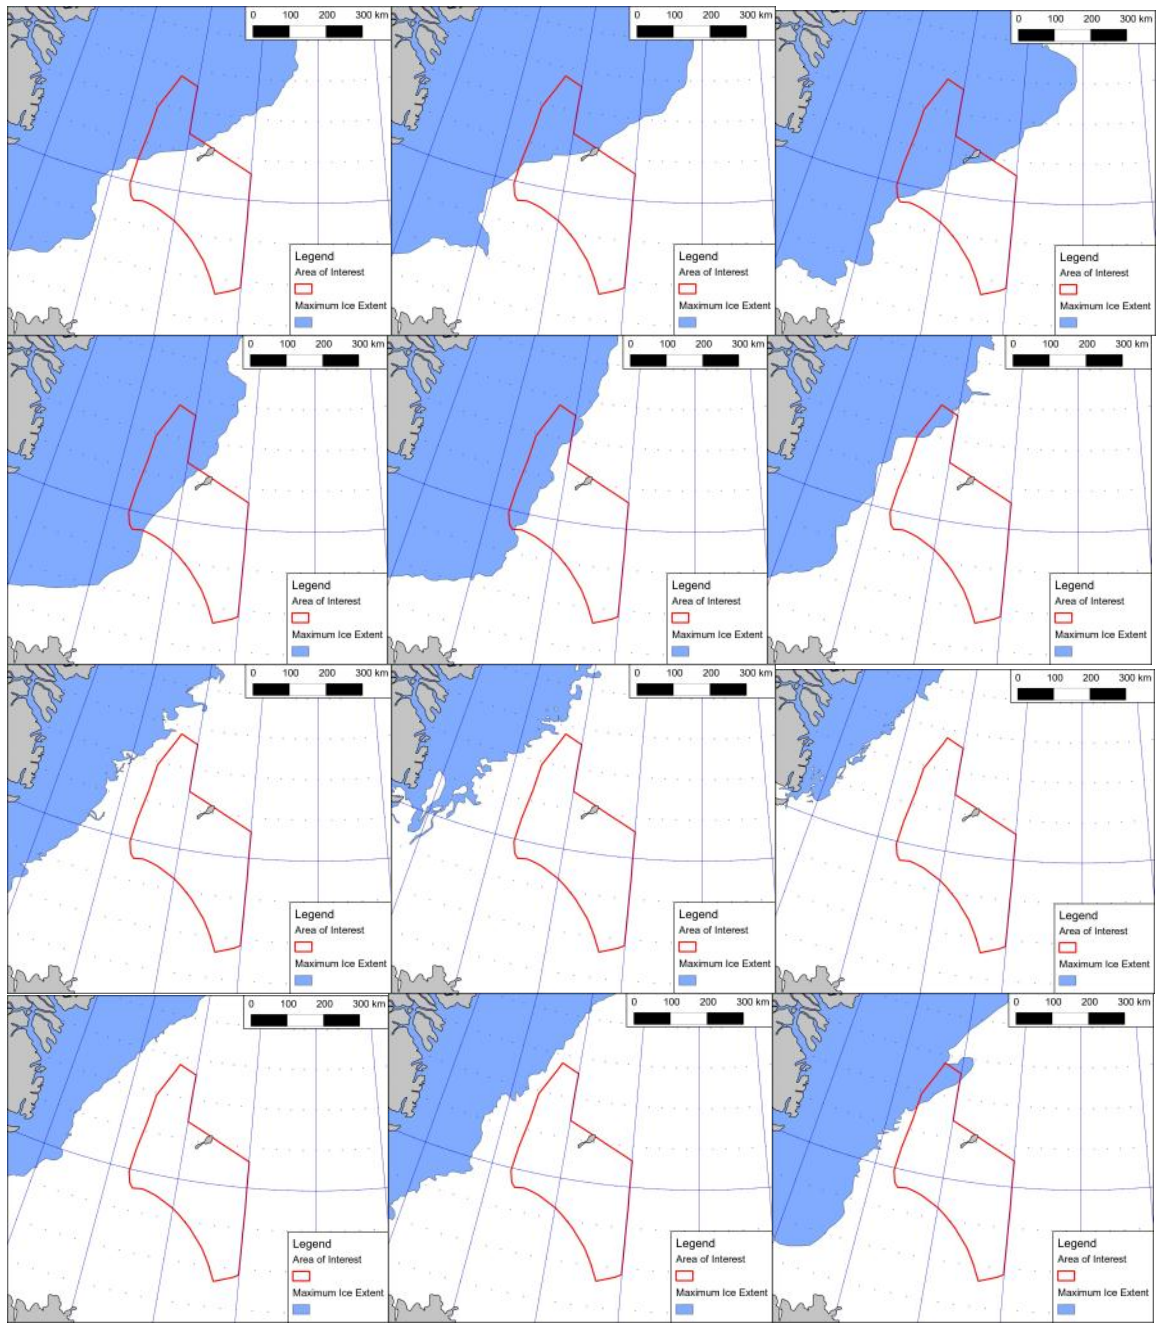 0 100 200 300 km
Legend
Area of Interest
Maximum Ice Extent
0 100 200 300 km
Legend
Area of Interest
Maximum Ice Extent
0 100 200 300 km
Legend
Area of Interest
Maximum Ice Extent
0 100 200 300 km
Legend
Area of Interest
Maximum Ice Extent
0 100 200 300 km
Legend
Area of Interest
Maximum Ice Extent
0 100 200 300 km
Legend
Area of Interest
Maximum Ice Extent
0 100 200 300 km
Legend
Area of Interest
Maximum Ice Extent
0 100 200 300 km
Legend
Area of Interest
Maximum Ice Extent
0 100 200 300 km
Legend
Area of Interest
Maximum Ice Extent
0 100 200 300 km
Legend
Area of Interest
Maximum Ice Extent
0 100 200 300 km
Legend
Area of Interest
Maximum Ice Extent
0 100 200 300 km
Legend
Area of Interest
Maximum Ice Extent